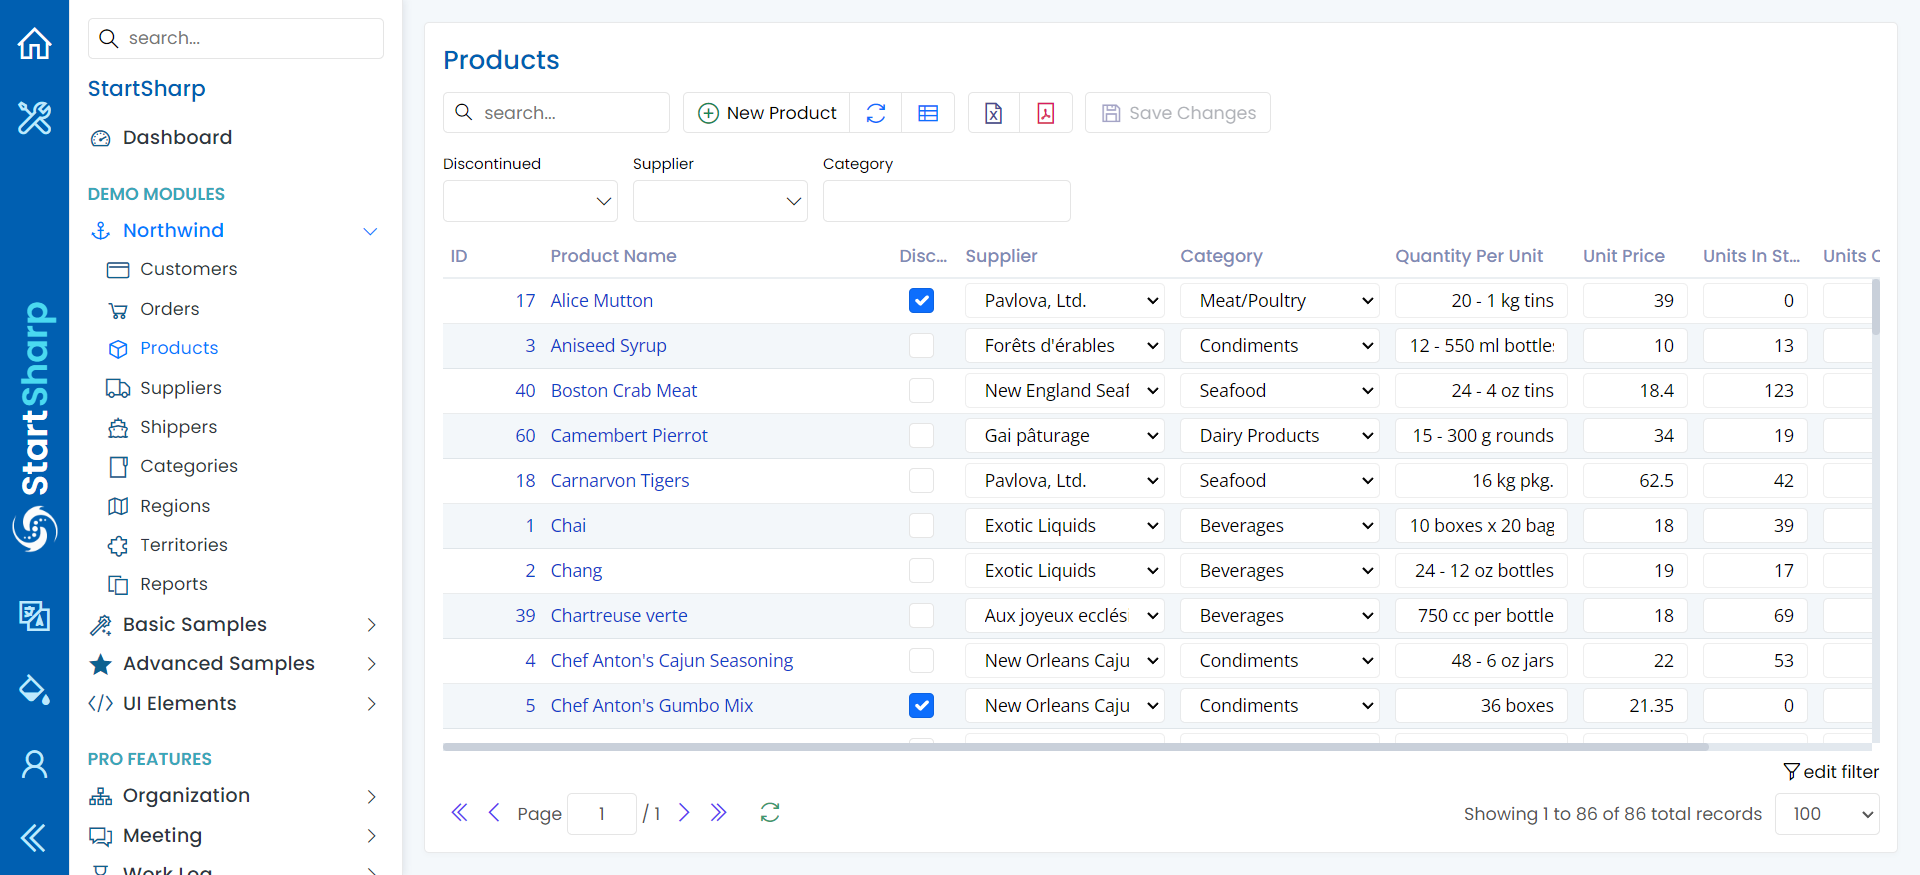 search...
StartSharp
Dashboard
DEMO MODULES
Northwind
Customers
Orders
Products
Suppliers
Shippers
Categories
Regions
Territories
Reports
Basic Samples
Advanced Samples
UI Elements
PRO FEATURES
Organization
Meeting
Work Log
StartSharp
Products
search...
New Product
Save Changes
Discontinued Supplier Category
ID Product Name Disc... Supplier Category Quantity Per Unit Unit Price Units In St... Units
17 Alice Mutton Pavlova, Ltd. Meat/Poultry 20 - 1 kg tins 39 0
3 Aniseed Syrup Forêts d'érables Condiments 12 - 550 ml bottles 10 13
40 Boston Crab Meat New England Seaf Seafood 24 - 4 oz tins 18.4 123
60 Camembert Pierrot Gai pâturage Dairy Products 15 - 300 g rounds 34 19
18 Carnarvon Tigers Pavlova, Ltd. Seafood 16 kg pkg. 62.5 42
1 Chai Exotic Liquids Beverages 10 boxes x 20 bag 18 39
2 Chang Exotic Liquids Beverages 24 - 12 oz bottles 19 17
39 Chartreuse verte Aux joyeux ecclési Beverages 750 cc per bottle 18 69
4 Chef Anton's Cajun Seasoning New Orleans Caju Condiments 48 - 6 oz jars 22 53
5 Chef Anton's Gumbo Mix New Orleans Caju Condiments 36 boxes 21.35 0
edit filter
Page 1 / 1
Showing 1 to 86 of 86 total records 100